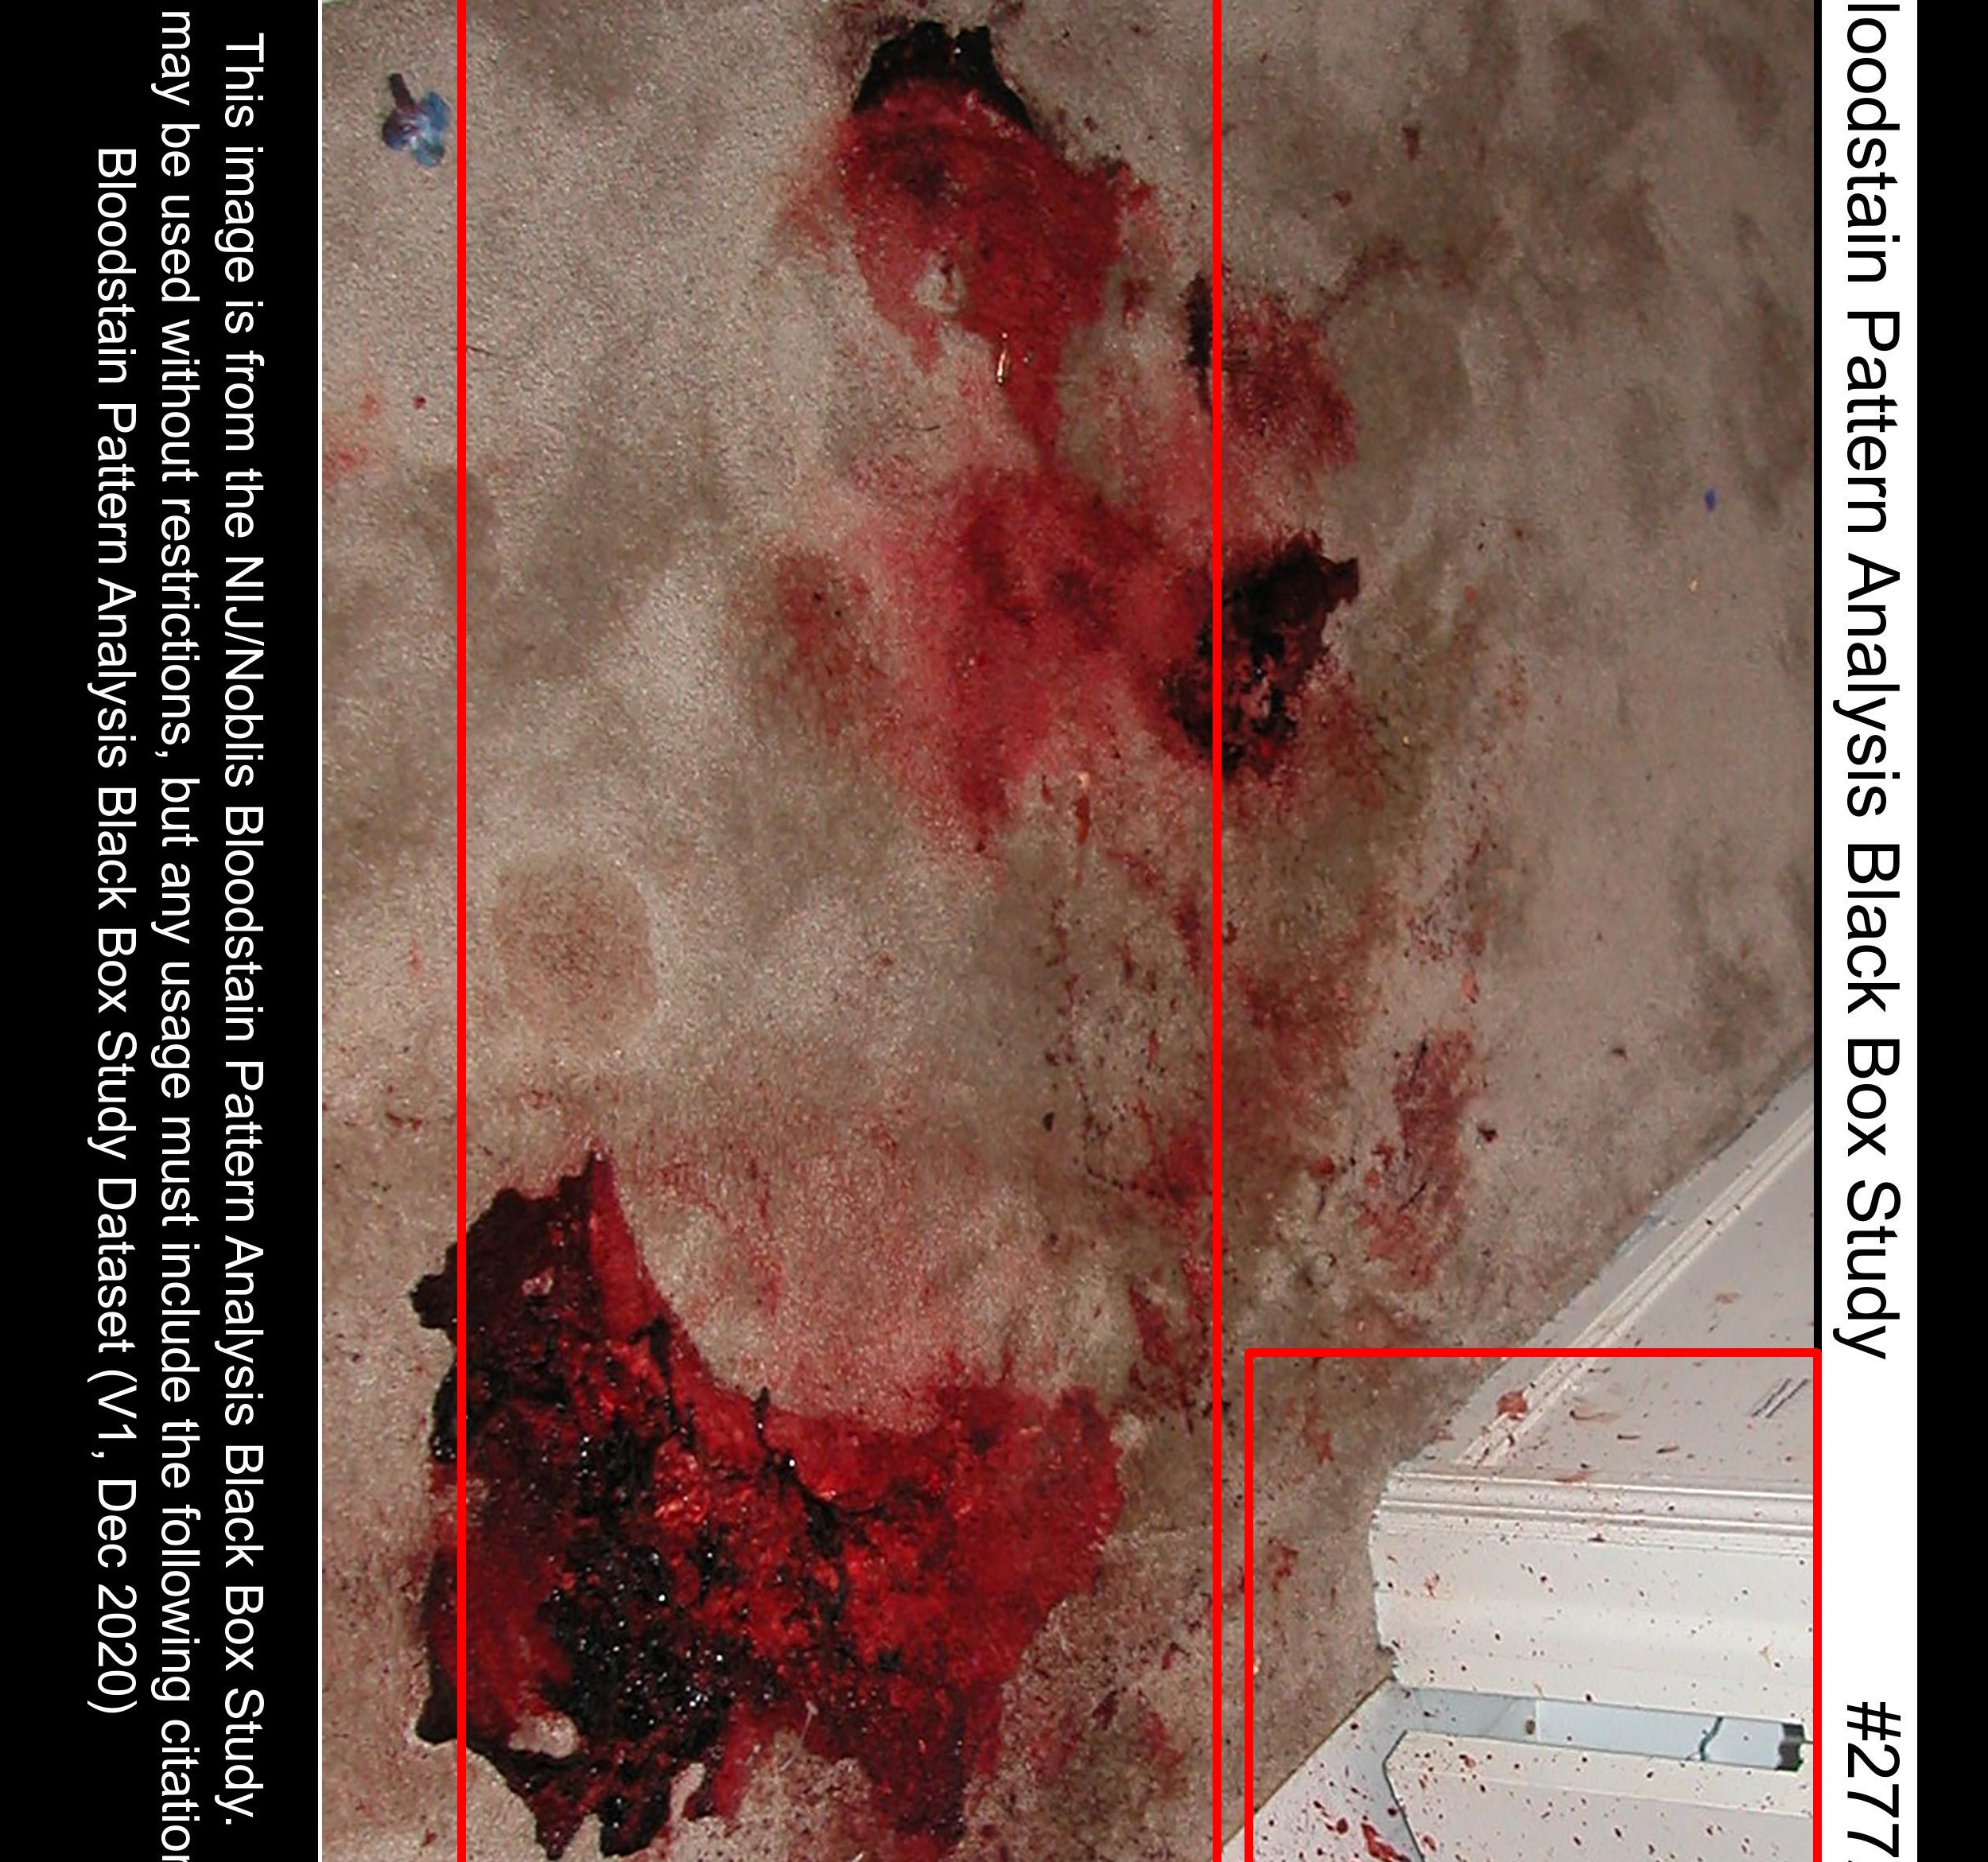 loodstain Pattern Analysis Black Box Study
#277
This image is from the NIJ/Noblis Bloodstain Pattern Analysis Black Box Study.
may be used without restrictions, but any usage must include the following citation
Bloodstain Pattern Analysis Black Box Study Dataset (V1, Dec 2020)